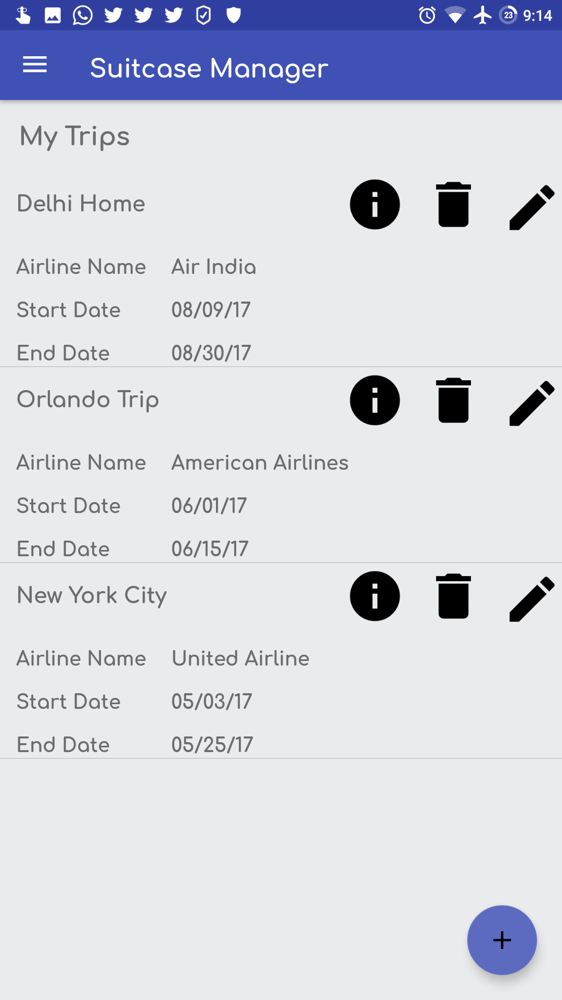 23 9:14
Suitcase Manager
My Trips
Delhi Home
Airline Name Air India
Start Date 08/09/17
End Date 08/30/17
Orlando Trip
Airline Name American Airlines
Start Date 06/01/17
End Date 06/15/17
New York City
Airline Name United Airline
Start Date 05/03/17
End Date 05/25/17